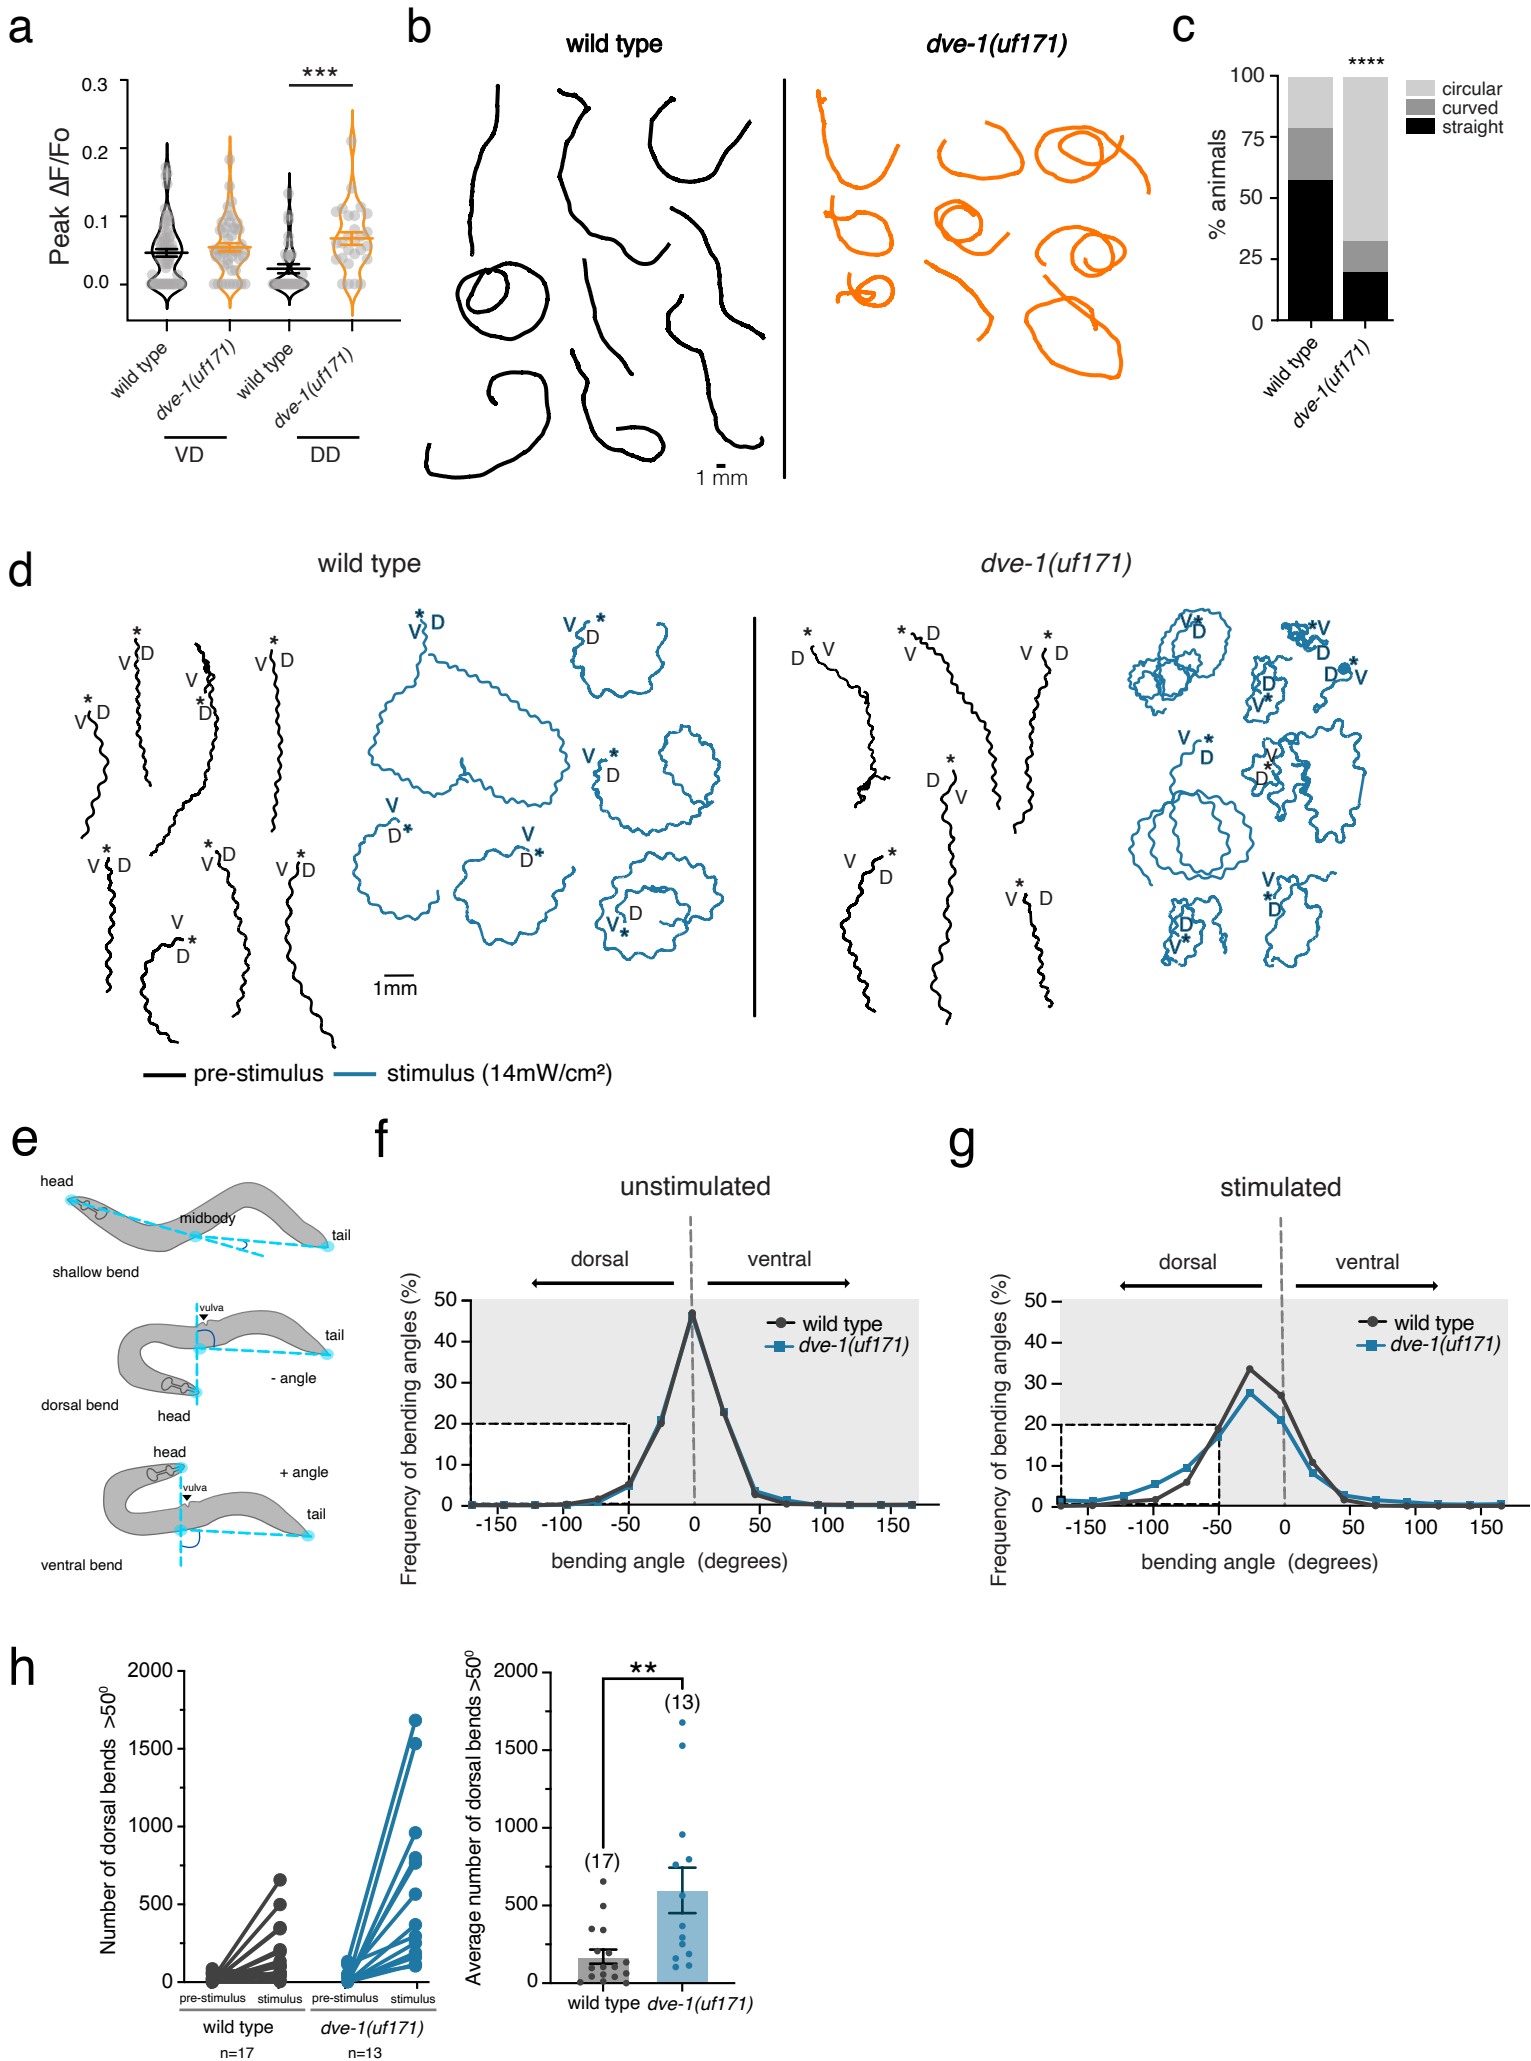 a
Peak ΔF/Fo
0.3
0.2
0.1
0.0
***
wild type
dve-1(uf171)
wild type
dve-1(uf171)
VD
DD
b
wild type
dve-1(uf171)
1 mm
c
% animals
100
75
50
25
0
****
circular
curved
straight
wild type
dve-1(uf171)
d
wild type
dve-1(uf171)
* V D
* V D
V * D
* V D
* V D
V D *
* V D
* V D
* V D
V * D
V * D
V D *
V D *
D V *
1mm
* D V
* D V
* V D
* D V
V * D
* V D
V * D
* V D
D V *
* V D
V * D
V * D
V * D
D V *
pre-stimulus
stimulus (14mW/cm²)
e
head
midbody
tail
shallow bend
vulva
tail
- angle
dorsal bend
head
head
+ angle
vulva
tail
ventral bend
f
unstimulated
dorsal
ventral
Frequency of bending angles (%)
50
40
30
20
10
0
wild type
dve-1(uf171)
-150 -100 -50 0 50 100 150
bending angle (degrees)
g
stimulated
dorsal
ventral
Frequency of bending angles (%)
50
40
30
20
10
0
wild type
dve-1(uf171)
-150 -100 -50 0 50 100 150
bending angle (degrees)
h
Number of dorsal bends >50⁰
2000
1500
1000
500
0
pre-stimulus stimulus pre-stimulus stimulus
wild type dve-1(uf171)
n=17 n=13
Average number of dorsal bends >50⁰
2000
1500
1000
500
0
**
(13)
(17)
wild type dve-1(uf171)